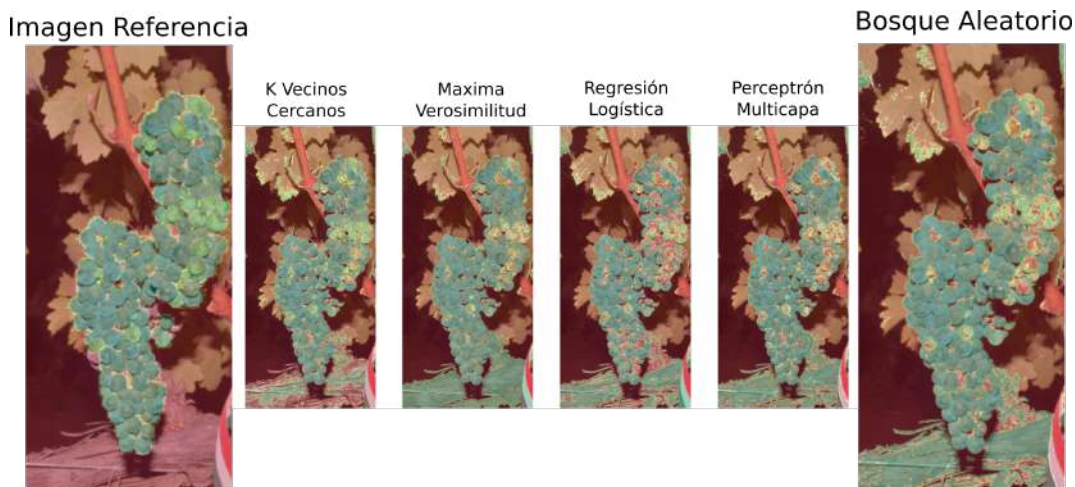 Imagen Referencia
K Vecinos
Cercanos
Maxima
Verosimilitud
Regresión
Logística
Perceptrón
Multicapa
Bosque Aleatorio